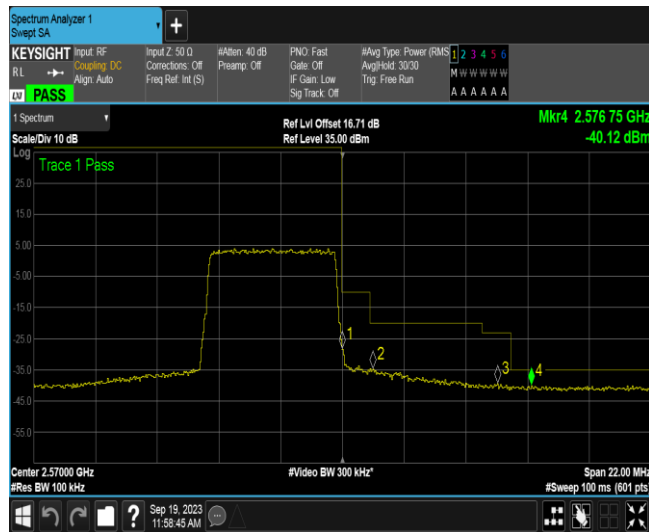 Spectrum Analyzer 1
Swept SA
+
KEYSIGHT
RL
LXI PASS
Input: RF
Coupling: DC
Align: Auto
Input Z: 50 Ω
Corrections: Off
Freq Ref: Int (S)
#Atten: 40 dB
Preamp: Off
PNO: Fast
Gate: Off
IF Gain: Low
Sig Track: Off
#Avg Type: Power (RMS
Avg|Hold: 30/30
Trig: Free Run
1 2 3 4 5 6
M W W W W W
A A A A A A
1 Spectrum
Scale/Div 10 dB
Log
Ref Lvl Offset 16.71 dB
Ref Level 35.00 dBm
Mkr4 2.576 75 GHz
-40.12 dBm
Trace 1 Pass
25.0
15.0
5.00
-5.00
-15.0
-25.0
-35.0
-45.0
-55.0
1
2
3
4
Center 2.57000 GHz
#Res BW 100 kHz
#Video BW 300 kHz*
Span 22.00 MHz
#Sweep 100 ms (601 pts)
?
Sep 19, 2023
11:58:45 AM